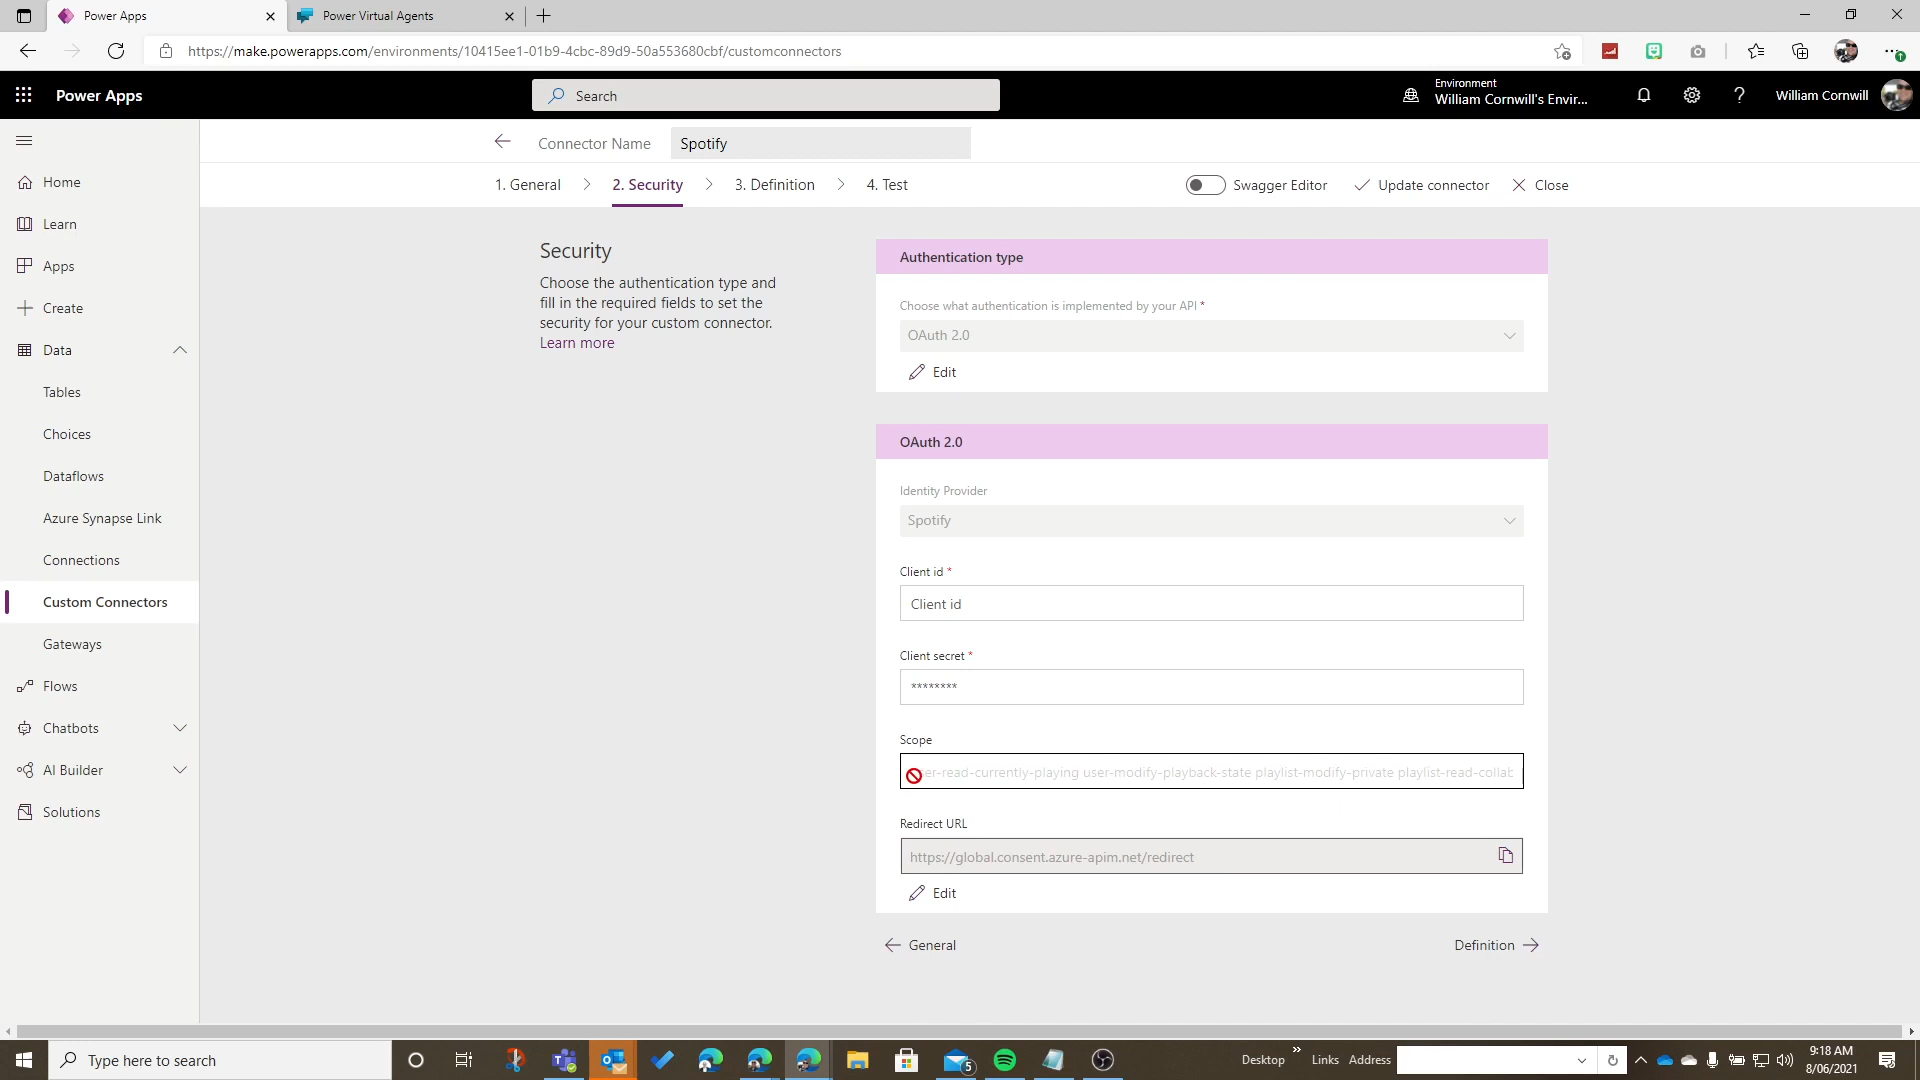 Power Apps
Power Virtual Agents
https://make.powerapps.com/environments/10415ee1-01b9-4cbc-89d9-50a553680cbf/customconnectors
Power Apps
Search
Environment
William Cornwill's Envir...
William Cornwill
Connector Name
Spotify
1. General
2. Security
3. Definition
4. Test
Swagger Editor
Update connector
Close
Home
Learn
Apps
Create
Data
Tables
Choices
Dataflows
Azure Synapse Link
Connections
Custom Connectors
Gateways
Flows
Chatbots
AI Builder
Solutions
Security
Choose the authentication type and
fill in the required fields to set the
security for your custom connector.
Learn more
Authentication type
Choose what authentication is implemented by your API *
OAuth 2.0
Edit
OAuth 2.0
Identity Provider
Spotify
Client id *
Client id
Client secret *
********
Scope
er-read-currently-playing user-modify-playback-state playlist-modify-private playlist-read-collab
Redirect URL
https://global.consent.azure-apim.net/redirect
Edit
General
Definition
Type here to search
5
Desktop
Links
Address
9:18 AM
8/06/2021